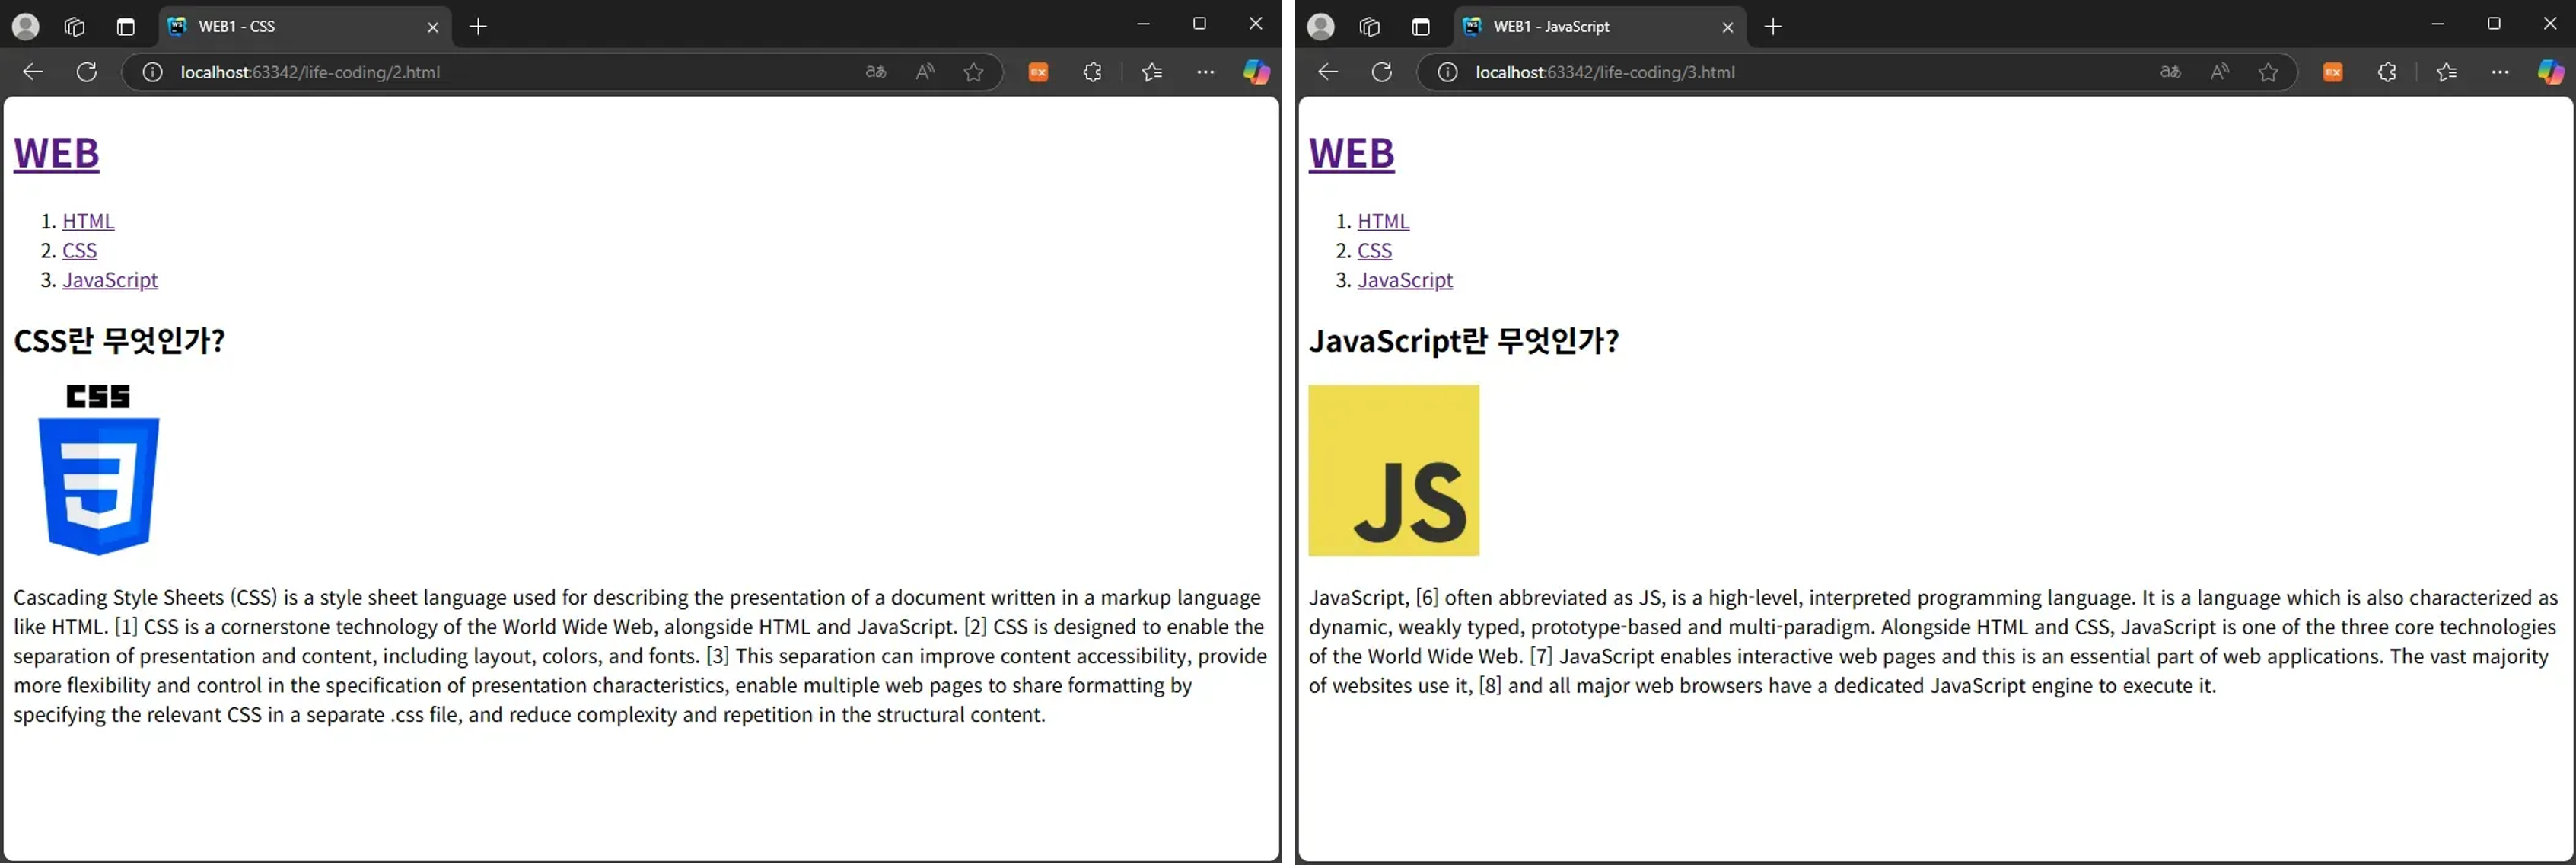 WEB1 - CSS
localhost:63342/life-coding/2.html
WEB
1. HTML
2. CSS
3. JavaScript
CSS란 무엇인가?
CSS
3
Cascading Style Sheets (CSS) is a style sheet language used for describing the presentation of a document written in a markup language
like HTML. [1] CSS is a cornerstone technology of the World Wide Web, alongside HTML and JavaScript. [2] CSS is designed to enable the
separation of presentation and content, including layout, colors, and fonts. [3] This separation can improve content accessibility, provide
more flexibility and control in the specification of presentation characteristics, enable multiple web pages to share formatting by
specifying the relevant CSS in a separate .css file, and reduce complexity and repetition in the structural content.
WEB1 - JavaScript
localhost:63342/life-coding/3.html
WEB
1. HTML
2. CSS
3. JavaScript
JavaScript란 무엇인가?
JS
JavaScript, [6] often abbreviated as JS, is a high-level, interpreted programming language. It is a language which is also characterized as
dynamic, weakly typed, prototype-based and multi-paradigm. Alongside HTML and CSS, JavaScript is one of the three core technologies
of the World Wide Web. [7] JavaScript enables interactive web pages and this is an essential part of web applications. The vast majority
of websites use it, [8] and all major web browsers have a dedicated JavaScript engine to execute it.